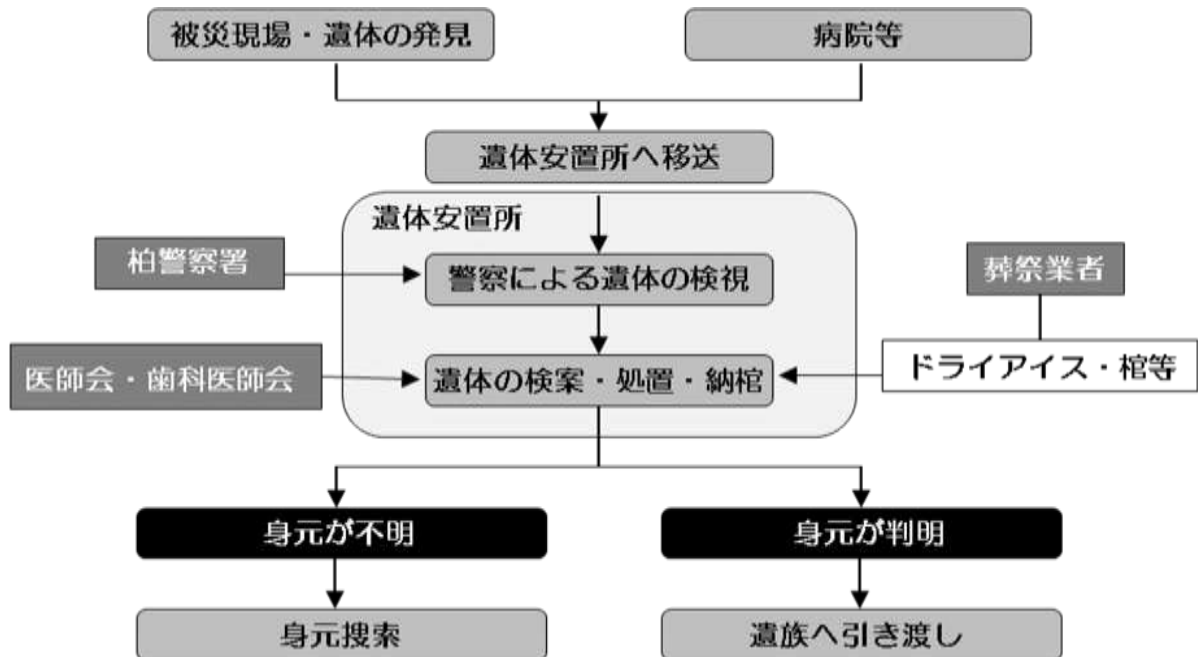 被災現場・遺体の発見
病院等
遺体安置所へ移送
遺体安置所
柏警察署
警察による遺体の検視
葬祭業者
医師会・歯科医師会
遺体の検案・処置・納棺
ドライアイス・棺等
身元が不明
身元が判明
身元捜索
遺族へ引き渡し